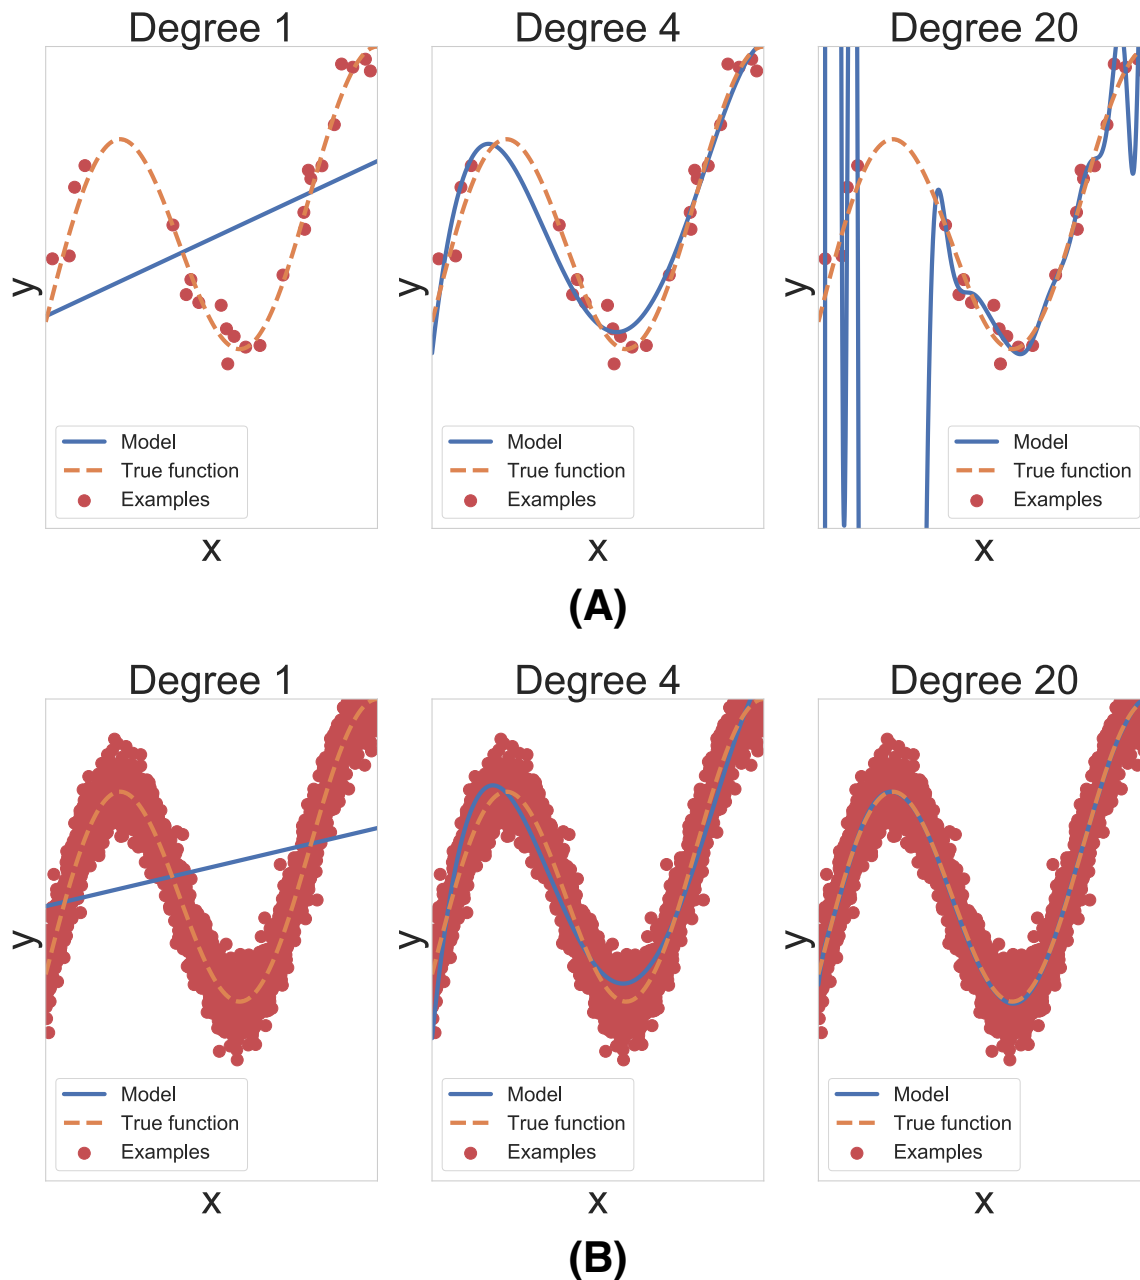 Degree 1
Degree 4
Degree 20
y
y
y
Model
True function
Examples
Model
True function
Examples
Model
True function
Examples
x
x
x
(A)
Degree 1
Degree 4
Degree 20
y
y
y
Model
True function
Examples
Model
True function
Examples
Model
True function
Examples
x
x
x
(B)